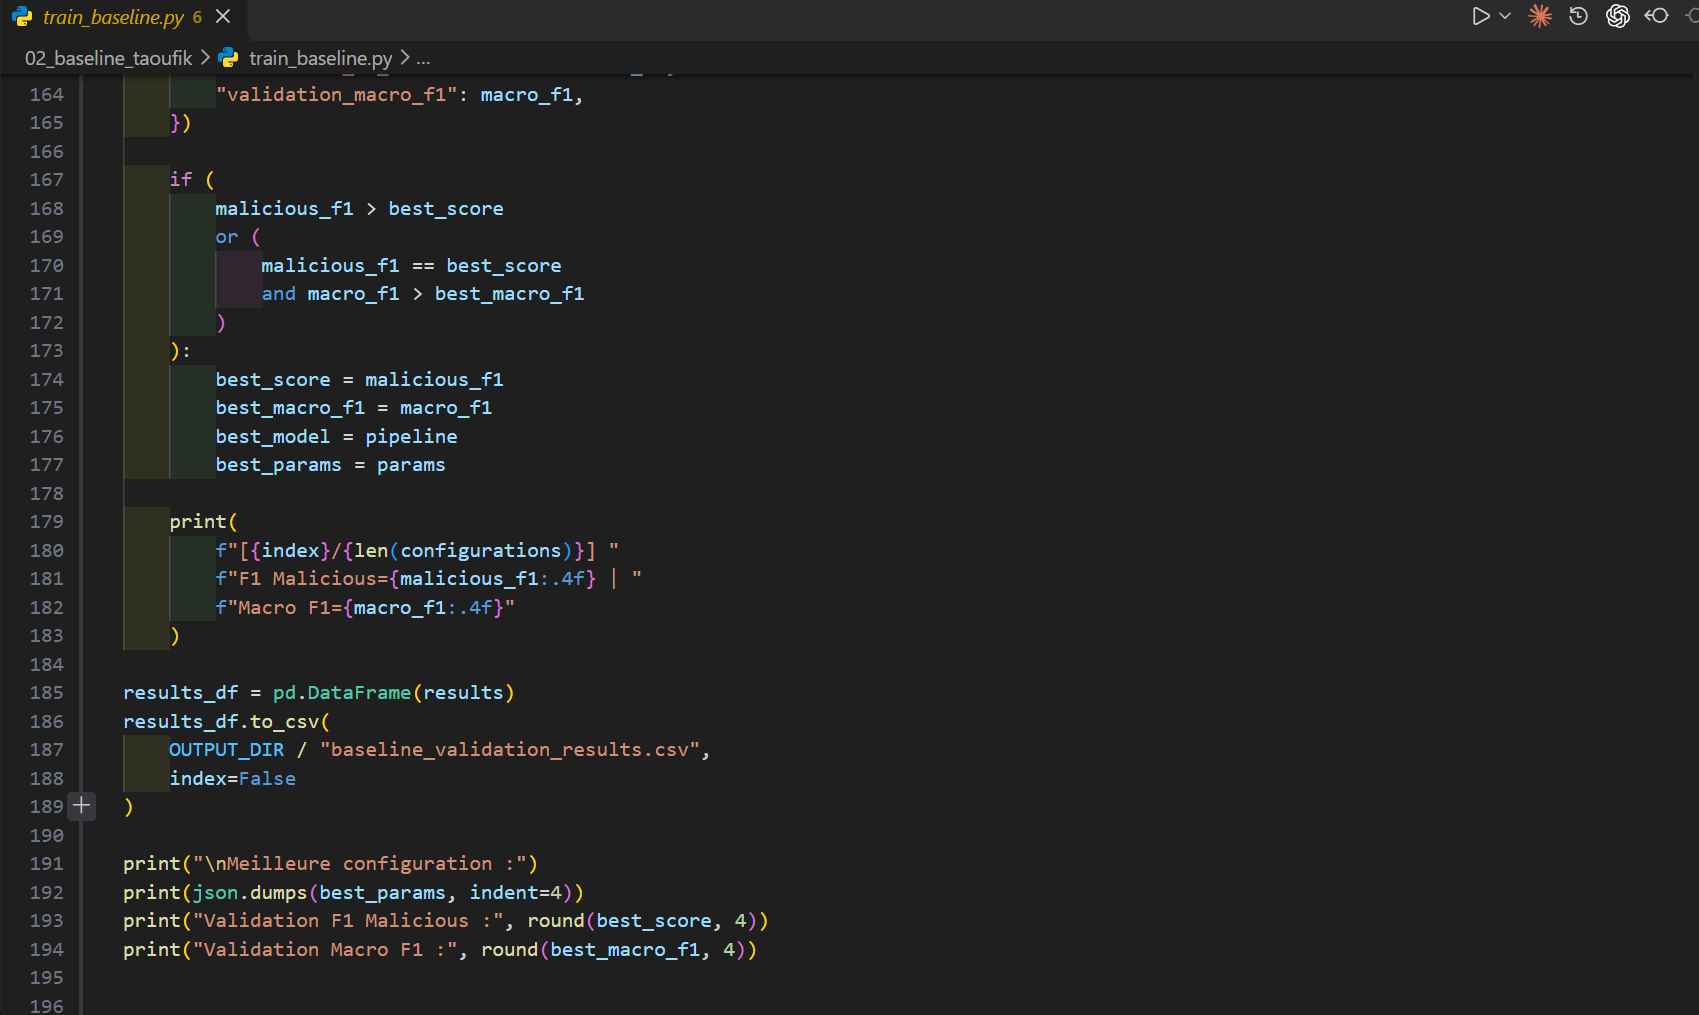 train_baseline.py 6
02_baseline_taoufik > train_baseline.py > ...
164 "validation_macro_f1": macro_f1,
165 })
166
167 if (
168 malicious_f1 > best_score
169 or (
170 malicious_f1 == best_score
171 and macro_f1 > best_macro_f1
172 )
173 ):
174 best_score = malicious_f1
175 best_macro_f1 = macro_f1
176 best_model = pipeline
177 best_params = params
178
179 print(
180 f"[{index}/{len(configurations)}] "
181 f"F1 Malicious={malicious_f1:.4f} | "
182 f"Macro F1={macro_f1:.4f}"
183 )
184
185 results_df = pd.DataFrame(results)
186 results_df.to_csv(
187 OUTPUT_DIR / "baseline_validation_results.csv",
188 index=False
189 )
190
191 print("\nMeilleure configuration :")
192 print(json.dumps(best_params, indent=4))
193 print("Validation F1 Malicious :", round(best_score, 4))
194 print("Validation Macro F1 :", round(best_macro_f1, 4))
195
196